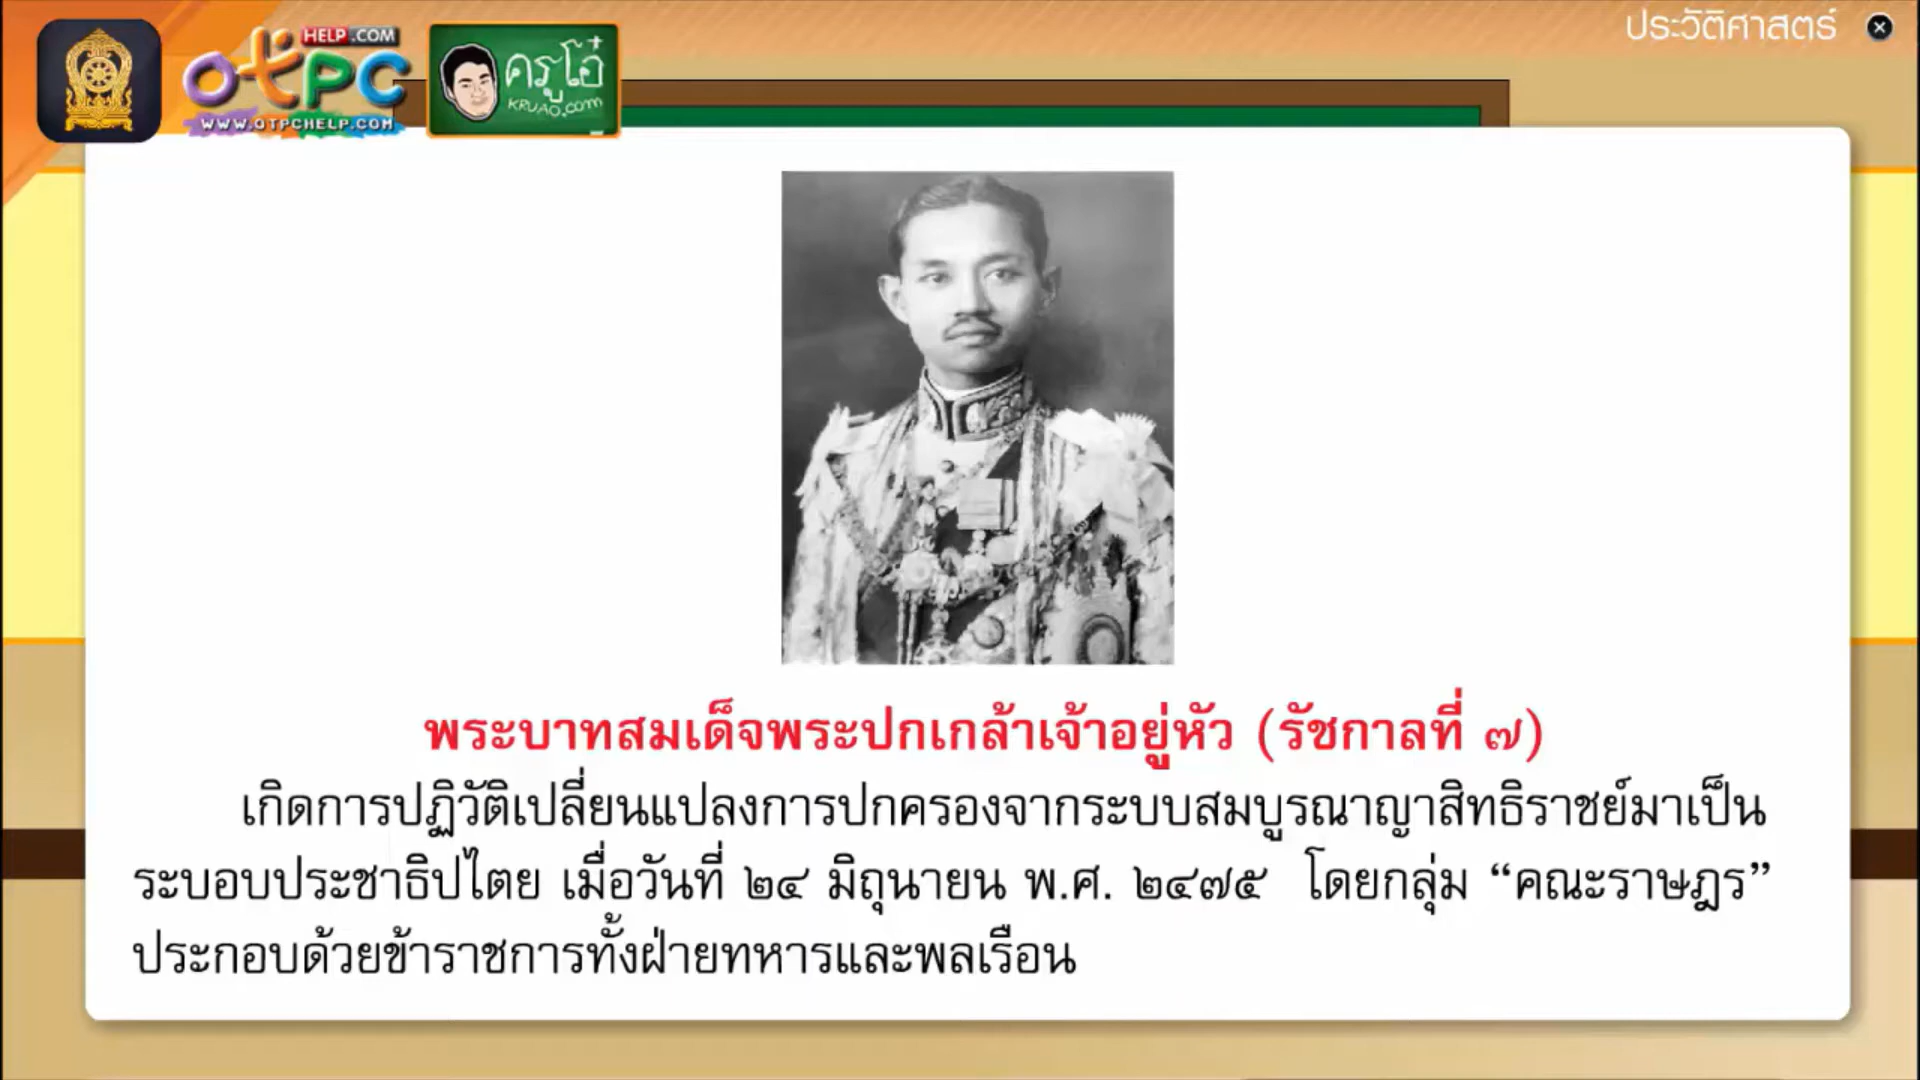 ประวัติศาสตร์
HELP.COM
OTPC
WWW.OTPCHELP.COM
ครูโอ๋
KRUAO.com
พระบาทสมเด็จพระปกเกล้าเจ้าอยู่หัว (รัชกาลที่ ๗)
เกิดการปฏิวัติเปลี่ยนแปลงการปกครองจากระบบสมบูรณาญาสิทธิราชย์มาเป็น
ระบอบประชาธิปไตย เมื่อวันที่ ๒๔ มิถุนายน พ.ศ. ๒๔๗๕ โดยกลุ่ม “คณะราษฎร”
ประกอบด้วยข้าราชการทั้งฝ่ายทหารและพลเรือน